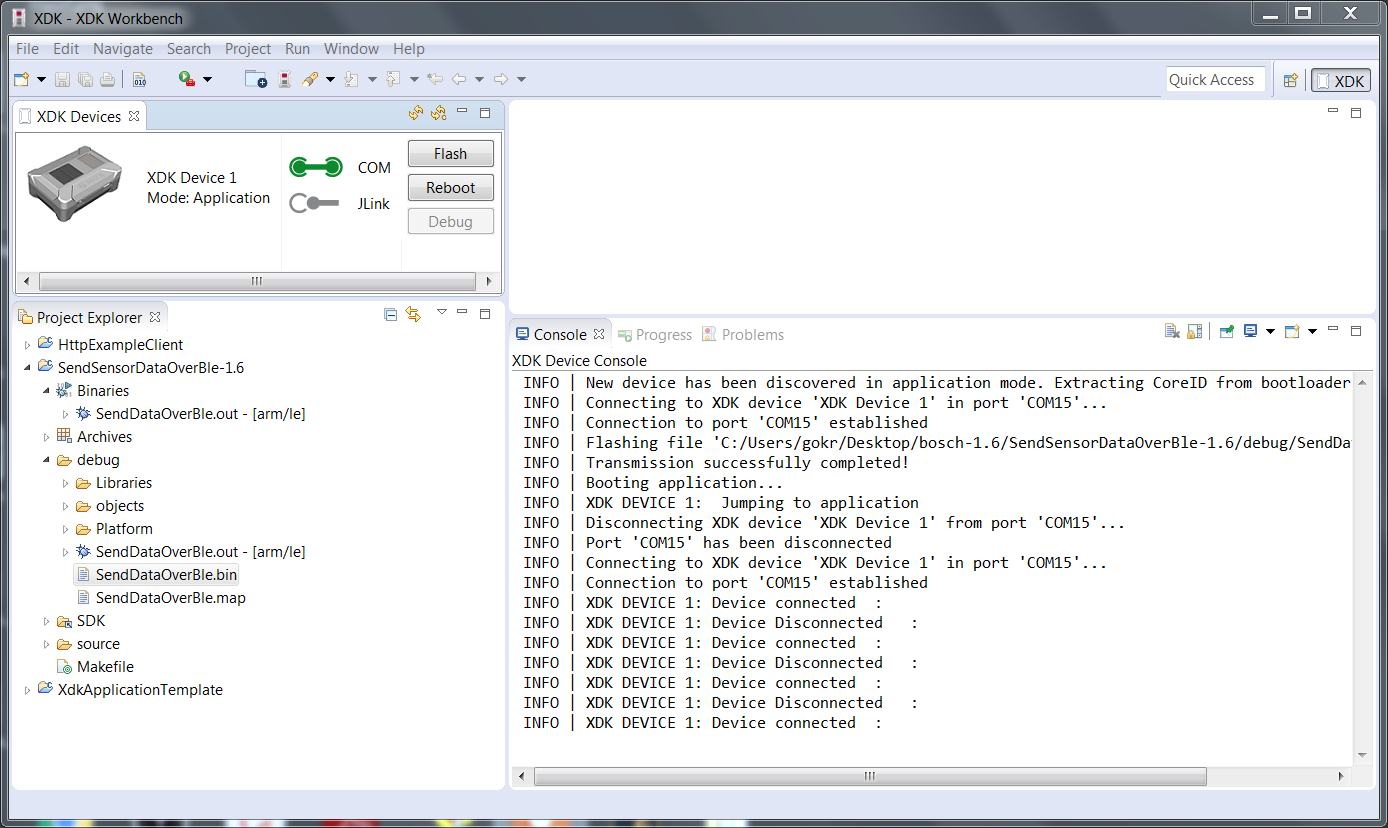 XDK - XDK Workbench
File Edit Navigate Search Project Run Window Help
010
Quick Access
XDK
XDK Devices
XDK Device 1
Mode: Application
COM
JLink
Flash
Reboot
Debug
Project Explorer
HttpExampleClient
SendSensorDataOverBle-1.6
Binaries
SendDataOverBle.out - [arm/le]
Archives
debug
Libraries
objects
Platform
SendDataOverBle.out - [arm/le]
SendDataOverBle.bin
SendDataOverBle.map
SDK
source
Makefile
XdkApplicationTemplate
Console Progress Problems
XDK Device Console
INFO | New device has been discovered in application mode. Extracting CoreID from bootloader
INFO | Connecting to XDK device 'XDK Device 1' in port 'COM15'...
INFO | Connection to port 'COM15' established
INFO | Flashing file 'C:/Users/gokr/Desktop/bosch-1.6/SendSensorDataOverBle-1.6/debug/SendDa
INFO | Transmission successfully completed!
INFO | Booting application...
INFO | XDK DEVICE 1:  Jumping to application
INFO | Disconnecting XDK device 'XDK Device 1' from port 'COM15'...
INFO | Port 'COM15' has been disconnected
INFO | Connecting to XDK device 'XDK Device 1' in port 'COM15'...
INFO | Connection to port 'COM15' established
INFO | XDK DEVICE 1: Device connected  :
INFO | XDK DEVICE 1: Device Disconnected   :
INFO | XDK DEVICE 1: Device connected  :
INFO | XDK DEVICE 1: Device Disconnected   :
INFO | XDK DEVICE 1: Device connected  :
INFO | XDK DEVICE 1: Device Disconnected   :
INFO | XDK DEVICE 1: Device connected  :